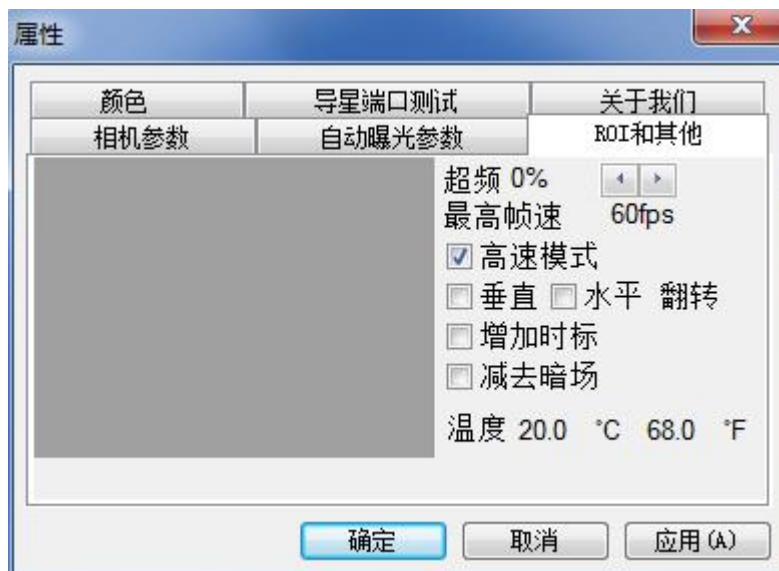 属性
颜色 导星端口测试 关于我们
相机参数 自动曝光参数 ROI和其他
超频 0%
最高帧速 60fps
高速模式
垂直 水平 翻转
增加时标
减去暗场
温度 20.0 °C 68.0 °F
确定 取消 应用(A)